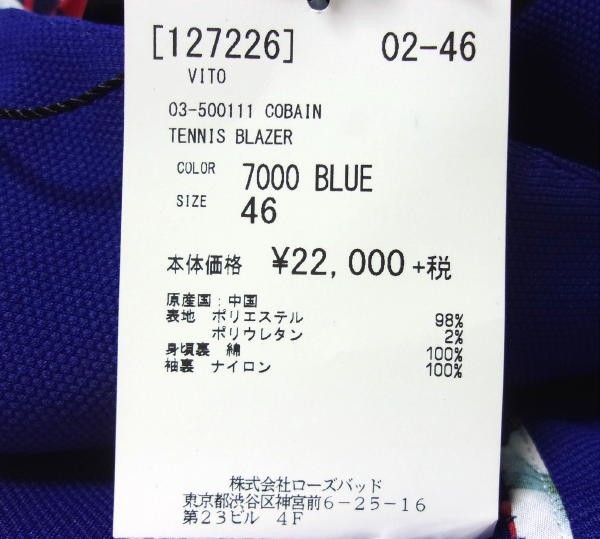 [127226] 02-46
VITO
03-500111 COBAIN
TENNIS BLAZER
COLOR 7000 BLUE
SIZE 46
本体価格 ¥22,000+税
原産国:中国
表地 ポリエステル 98%
ポリウレタン 2%
身頃裏 綿 100%
袖裏 ナイロン 100%
株式会社ローズバッド
東京都渋谷区神宮前6-25-16
第23ビル 4F